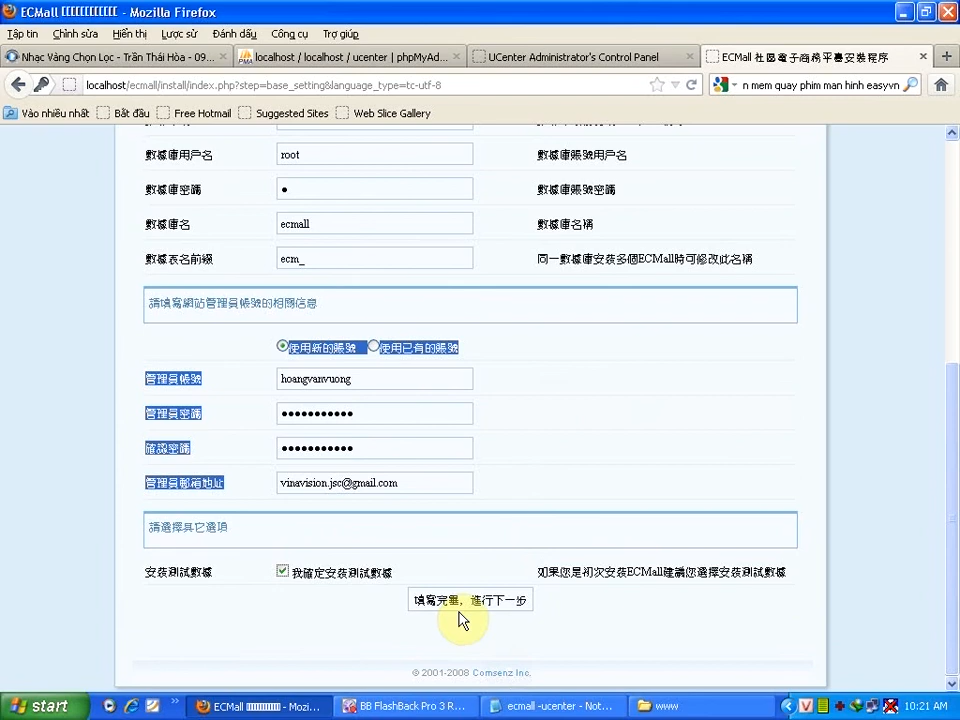 ECMall - Mozilla Firefox
Tập tin Chỉnh sửa Hiển thị Lược sử Đánh dấu Công cụ Trợ giúp
Nhạc Vàng Chọn Lọc - Trần Thái Hòa - 09...
localhost / localhost / ucenter | phpMyAd...
UCenter Administrator's Control Panel
ECMall 社區電子商務平臺安裝程序
localhost/ecmall/install/index.php?step=base_setting&language_type=tc-utf-8
n mem quay phim man hinh easyvn
Vào nhiều nhất Bắt đầu Free Hotmail Suggested Sites Web Slice Gallery
數據庫用戶名 root 數據庫賬號用戶名
數據庫密碼 數據庫賬號密碼
數據庫名 ecmall 數據庫名稱
數據表名前綴 ecm_ 同一數據庫安裝多個ECMall時可修改此名稱
請填寫網站管理員帳號的相關信息
使用新的賬號 使用已有的賬號
管理員帳號 hoangvanvuong
管理員密碼 ●●●●●●●●●●●
確認密碼 ●●●●●●●●●●●
管理員郵箱地址 vinavision.jsc@gmail.com
請選擇其它選項
安裝測試數據 我確定安裝測試數據 如果您是初次安裝ECMall建議您選擇安裝測試數據
填寫完畢，進行下一步
© 2001-2008 Comsenz Inc.
start ECMall - Mozi... BB FlashBack Pro 3 R... ecmall -ucenter - Not... www 10:21 AM